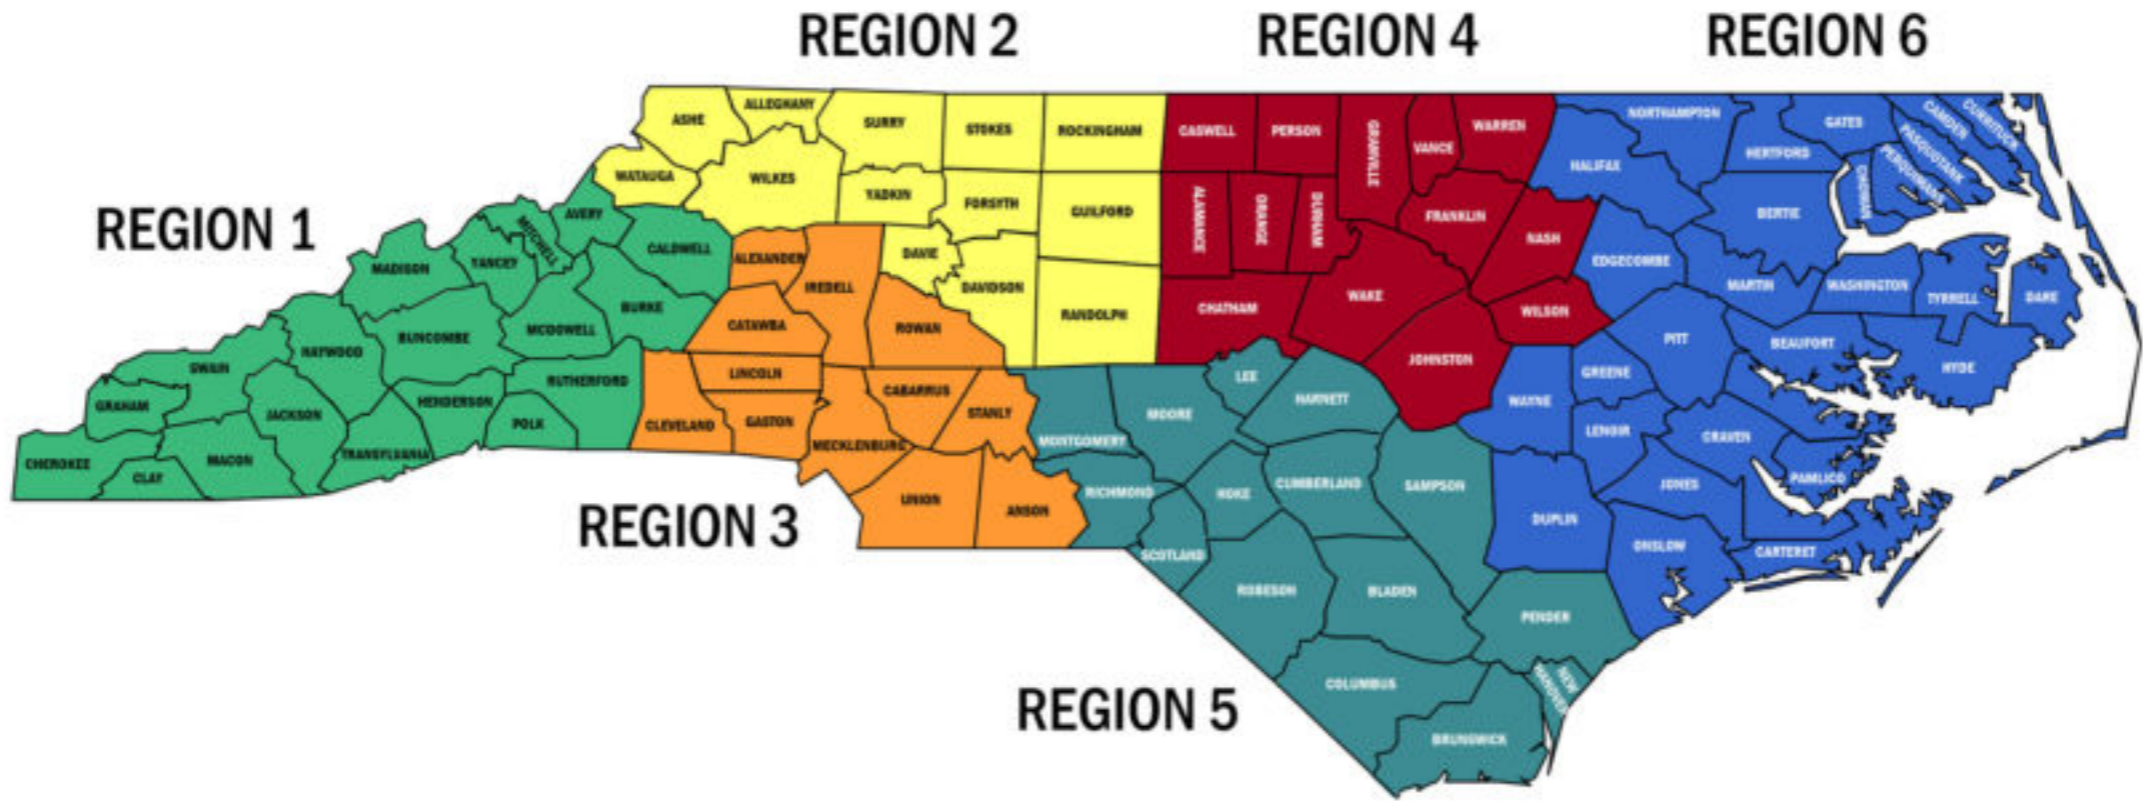 REGION 2
REGION 4
REGION 6
REGION 1
REGION 3
REGION 5
ASHE
ALLEGHANY
SURRY
STOKES
ROCKINGHAM
WATAUGA
WILKES
YADKIN
FORSYTH
GUILFORD
DAVIE
DAVIDSON
RANDOLPH
CASWELL
PERSON
GRANVILLE
VANCE
WARREN
ALAMANCE
ORANGE
DURHAM
FRANKLIN
NASH
CHATHAM
WAKE
WILSON
JOHNSTON
NORTHAMPTON
GATES
CAMDEN
CURRITUCK
PASQUOTANK
PERQUIMANS
CHOWAN
HERTFORD
HALIFAX
BERTIE
EDGECOMBE
MARTIN
WASHINGTON
TYRRELL
DARE
PITT
BEAUFORT
HYDE
GREENE
WAYNE
LENOIR
CRAVEN
PAMLICO
JONES
DUPLIN
ONSLOW
CARTERET
AVERY
MITCHELL
CALDWELL
YANCEY
MADISON
BURKE
MCDOWELL
BUNCOMBE
HAYWOOD
SWAIN
RUTHERFORD
HENDERSON
POLK
GRAHAM
JACKSON
TRANSYLVANIA
MACON
CHEROKEE
CLAY
ALEXANDER
IREDELL
CATAWBA
ROWAN
LINCOLN
CABARRUS
STANLY
CLEVELAND
GASTON
MECKLENBURG
UNION
ANSON
LEE
HARNETT
MOORE
MONTGOMERY
RICHMOND
HOKE
CUMBERLAND
SAMPSON
SCOTLAND
ROBESON
BLADEN
PENDER
COLUMBUS
NEW
HANOVER
BRUNSWICK